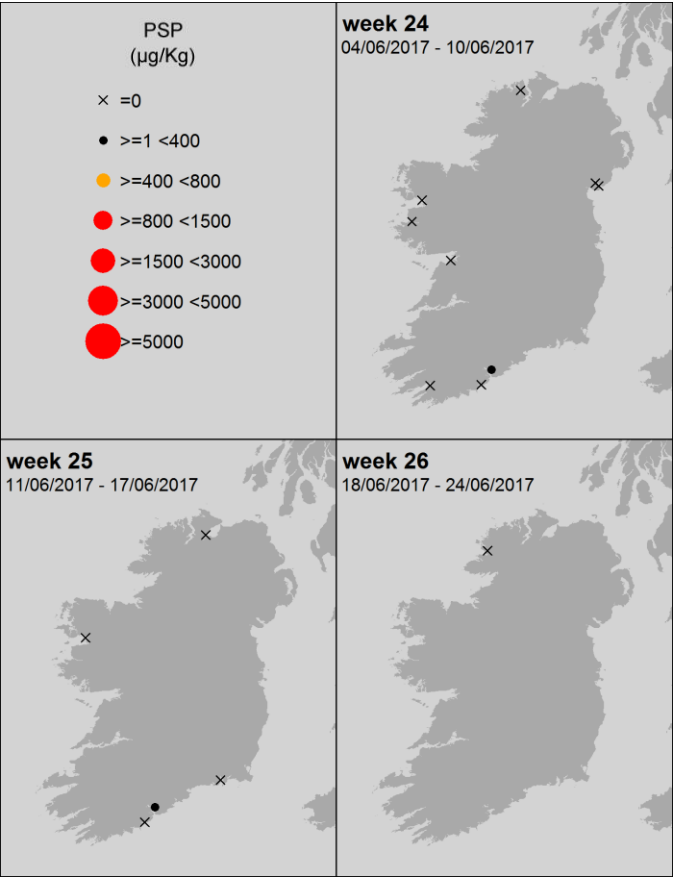 PSP
(µg/Kg)
=0
>=1 <400
>=400 <800
>=800 <1500
>=1500 <3000
>=3000 <5000
>=5000
week 24
04/06/2017 - 10/06/2017
week 25
11/06/2017 - 17/06/2017
week 26
18/06/2017 - 24/06/2017